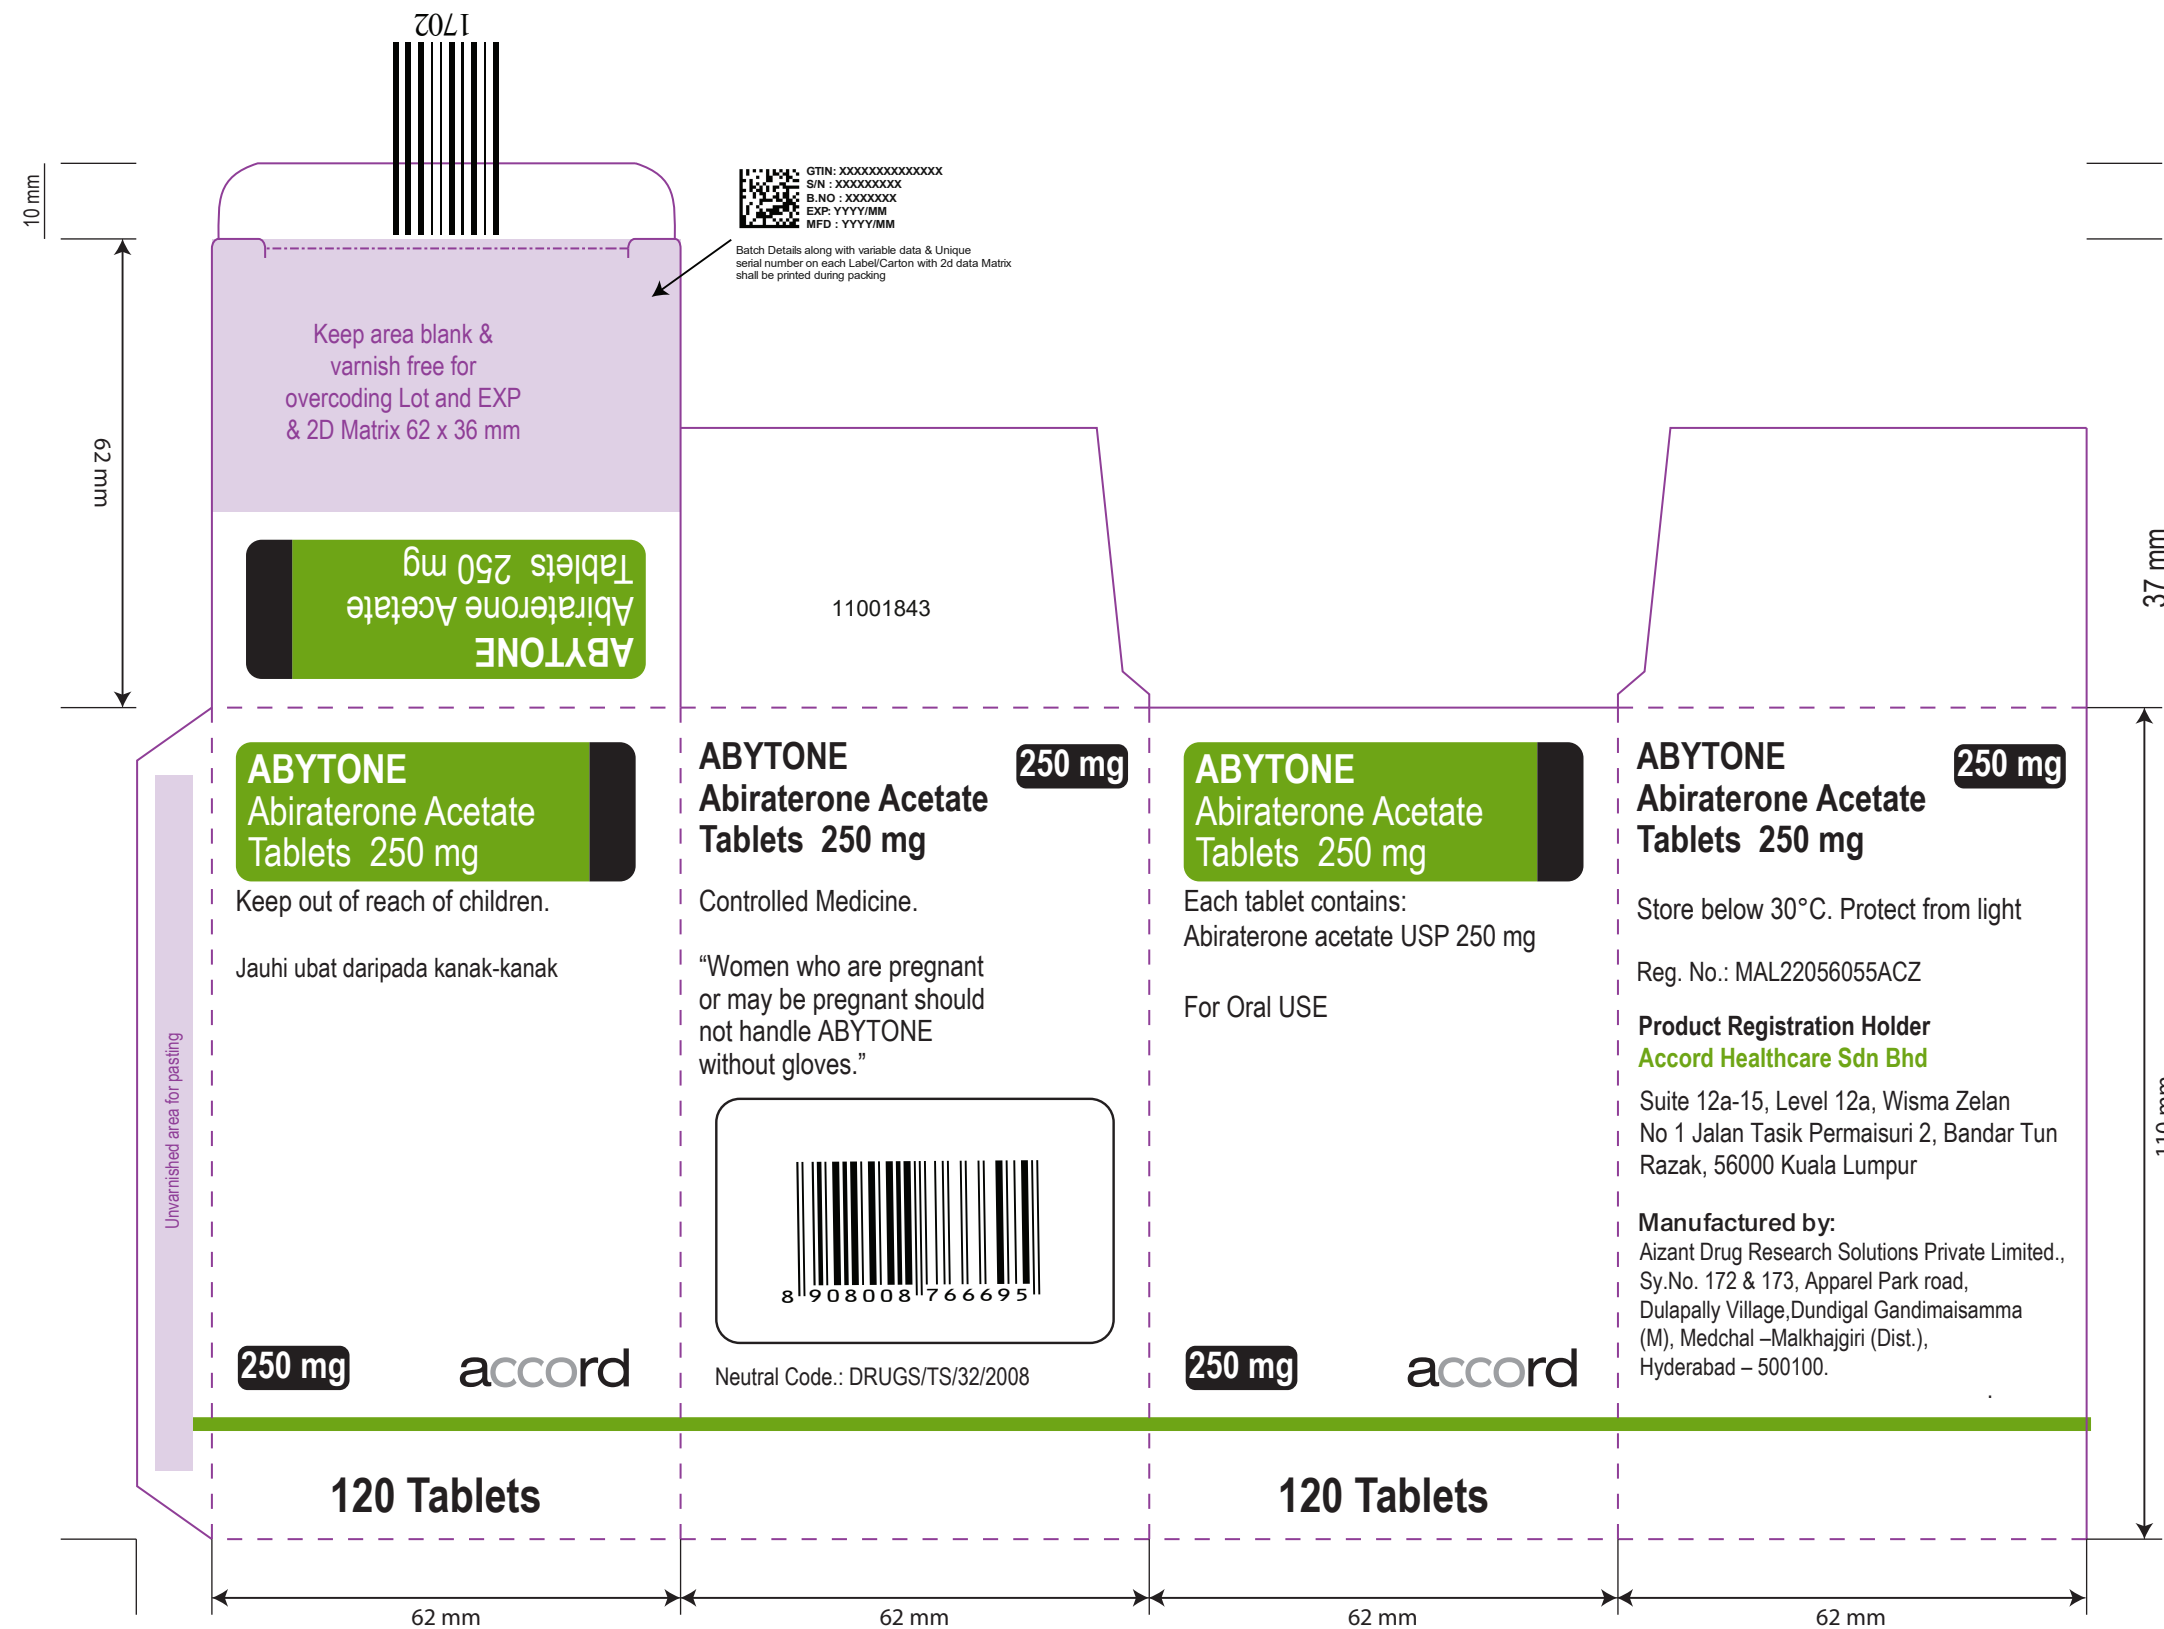 1702
10 mm
GTIN: XXXXXXXXXXXXXX
S/N : XXXXXXXXX
B.NO : XXXXXXX
EXP: YYYY/MM
MFD : YYYY/MM
Batch Details along with variable data & Unique
serial number on each Label/Carton with 2d data Matrix
shall be printed during packing
Keep area blank &
varnish free for
overcoding Lot and EXP
& 2D Matrix 62 x 36 mm
62 mm
ABYTONE
Abiraterone Acetate
Tablets 250 mg
11001843
37 mm
Unvarnished area for pasting
ABYTONE
Abiraterone Acetate
Tablets 250 mg
Keep out of reach of children.
Jauhi ubat daripada kanak-kanak
250 mg
accord
120 Tablets
ABYTONE
Abiraterone Acetate
Tablets 250 mg
250 mg
Controlled Medicine.
“Women who are pregnant
or may be pregnant should
not handle ABYTONE
without gloves.”
8 908008 766695
Neutral Code.: DRUGS/TS/32/2008
ABYTONE
Abiraterone Acetate
Tablets 250 mg
Each tablet contains:
Abiraterone acetate USP 250 mg
For Oral USE
250 mg
accord
120 Tablets
ABYTONE
Abiraterone Acetate
Tablets 250 mg
250 mg
Store below 30°C. Protect from light
Reg. No.: MAL22056055ACZ
Product Registration Holder
Accord Healthcare Sdn Bhd
Suite 12a-15, Level 12a, Wisma Zelan
No 1 Jalan Tasik Permaisuri 2, Bandar Tun
Razak, 56000 Kuala Lumpur
Manufactured by:
Aizant Drug Research Solutions Private Limited.,
Sy.No. 172 & 173, Apparel Park road,
Dulapally Village,Dundigal Gandimaisamma
(M), Medchal –Malkhajgiri (Dist.),
Hyderabad – 500100.
.
110 mm
62 mm
62 mm
62 mm
62 mm